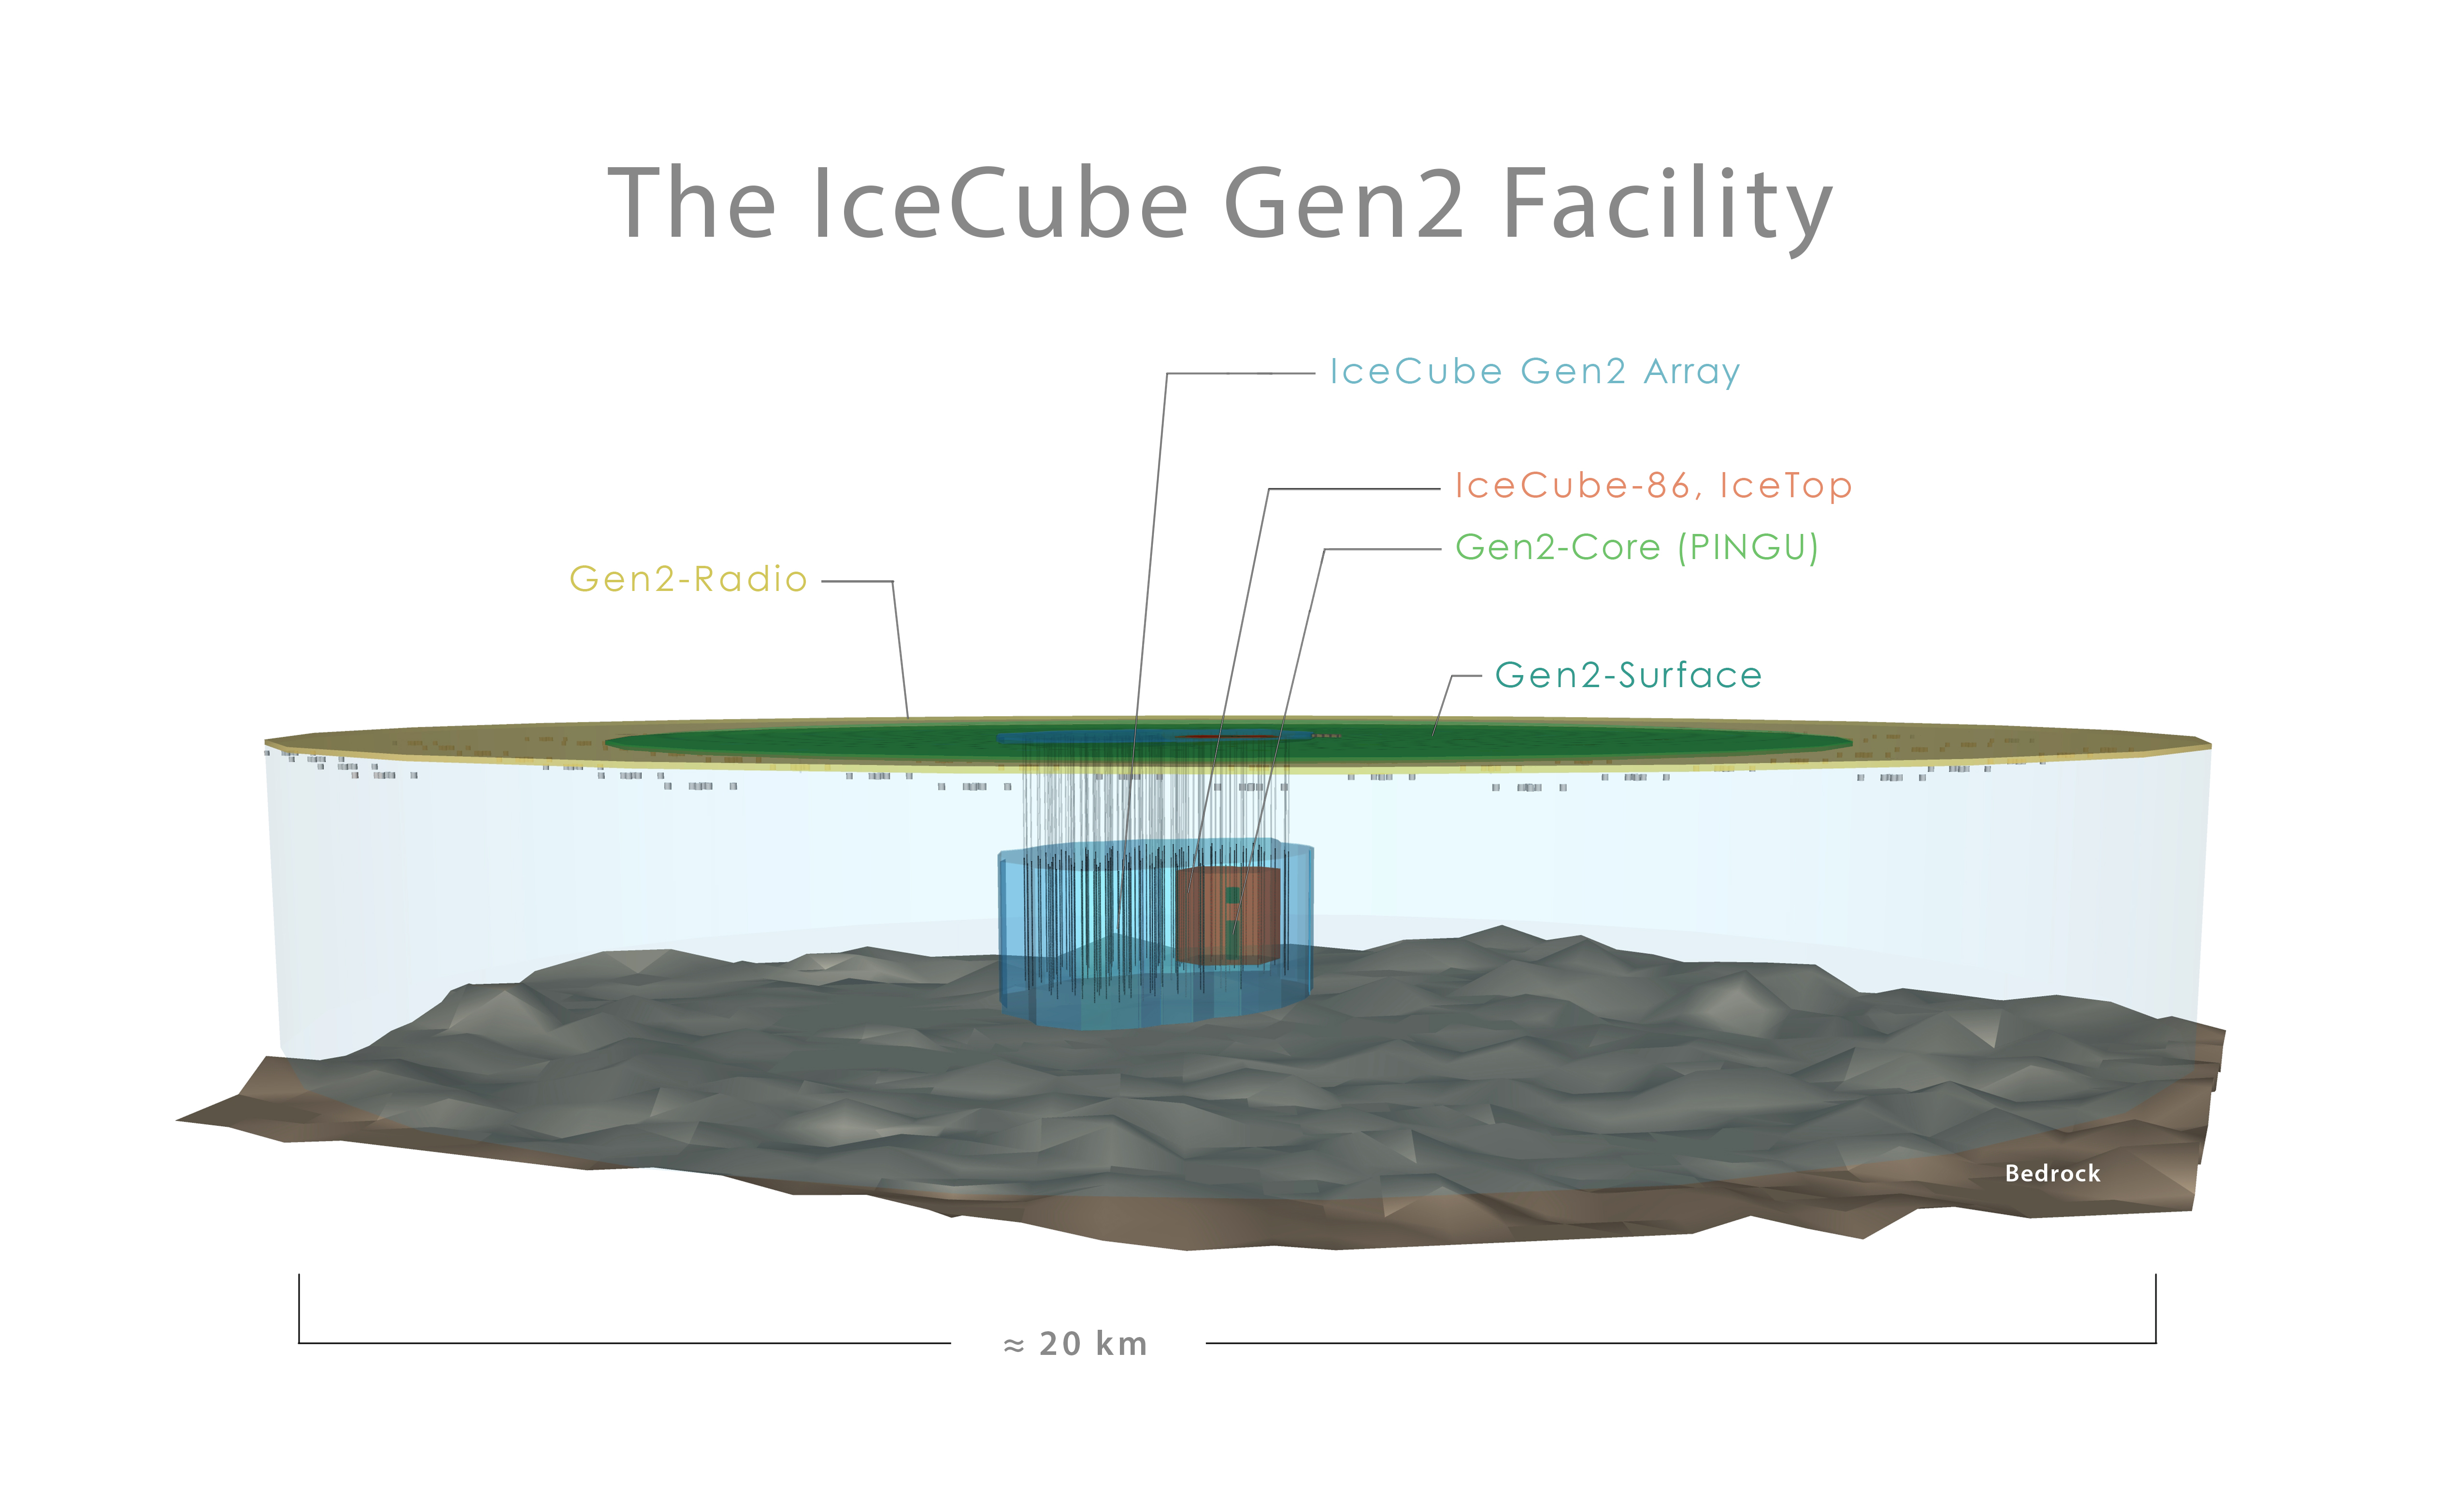 The IceCube Gen2 Facility
IceCube Gen2 Array
IceCube-86, IceTop
Gen2-Core (PINGU)
Gen2-Radio
Gen2-Surface
Bedrock
≈ 20 km